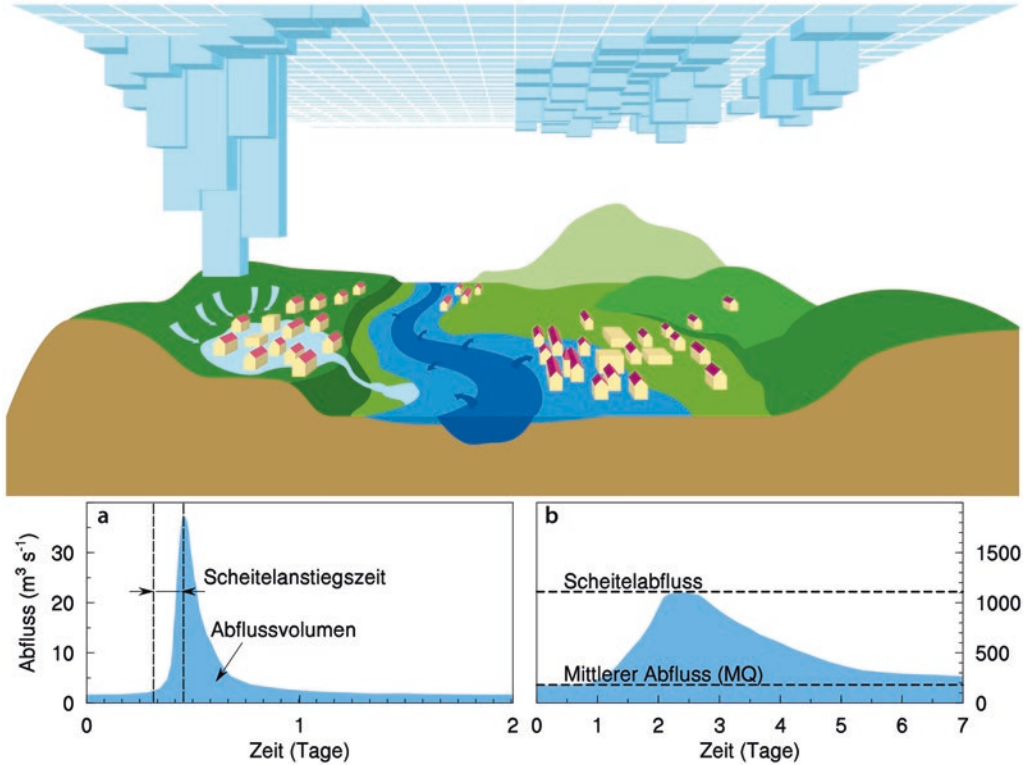 a
Abfluss (m³ s⁻¹)
30
20
10
0
Scheitelanstiegszeit
Abflussvolumen
0
1
2
Zeit (Tage)
b
Scheitelabfluss
Mittlerer Abfluss (MQ)
1500
1000
500
0
0
1
2
3
4
5
6
7
Zeit (Tage)